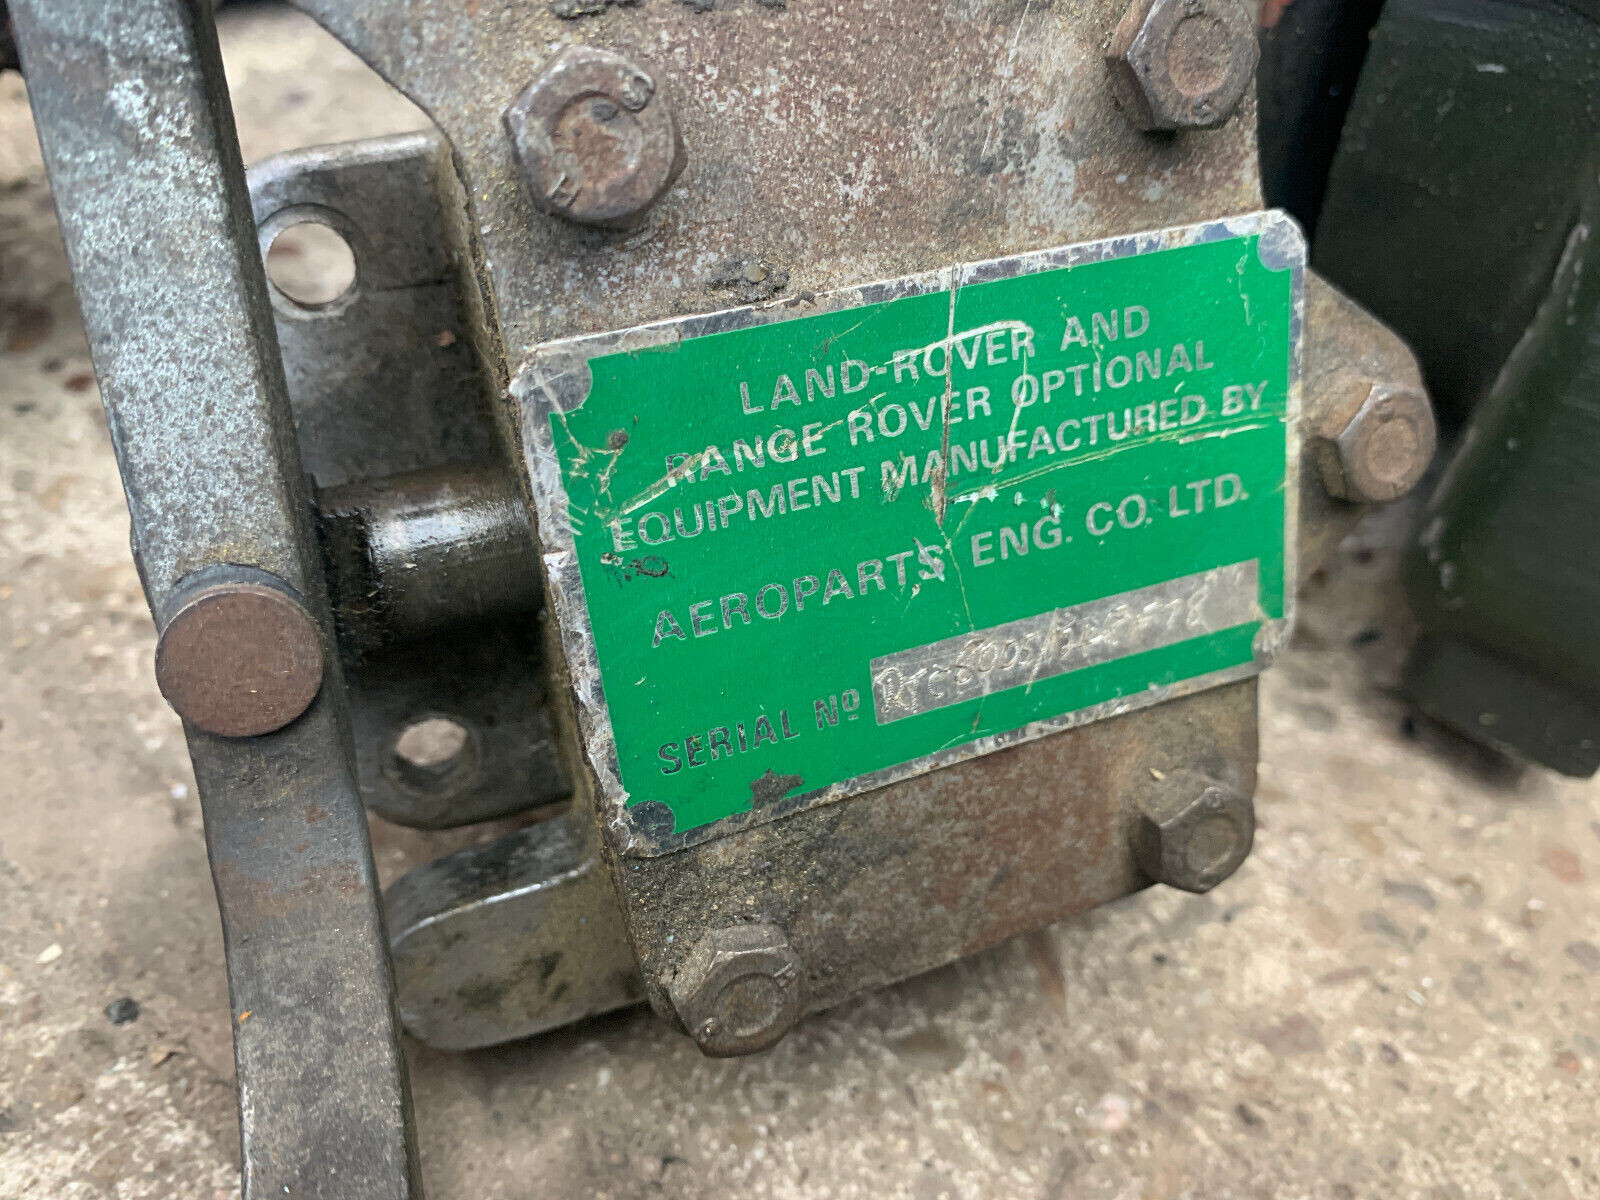 LAND-ROVER AND
RANGE ROVER OPTIONAL
EQUIPMENT MANUFACTURED BY
AEROPARTS ENG. CO. LTD.
SERIAL Nº